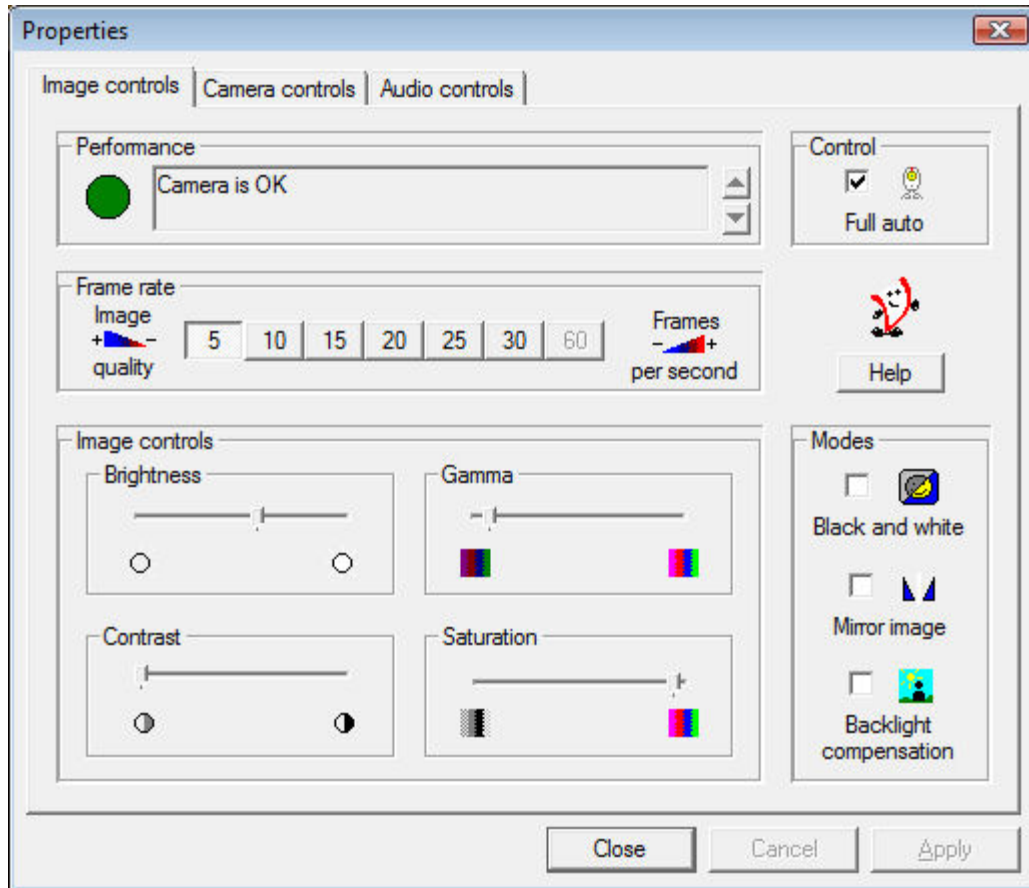 Properties
Image controls
Camera controls
Audio controls
Performance
Camera is OK
Control
Full auto
Frame rate
Image
+ -
quality
5 10 15 20 25 30 60
Frames
- +
per second
Help
Image controls
Brightness
Gamma
Contrast
Saturation
Modes
Black and white
Mirror image
Backlight
compensation
Close
Cancel
Apply